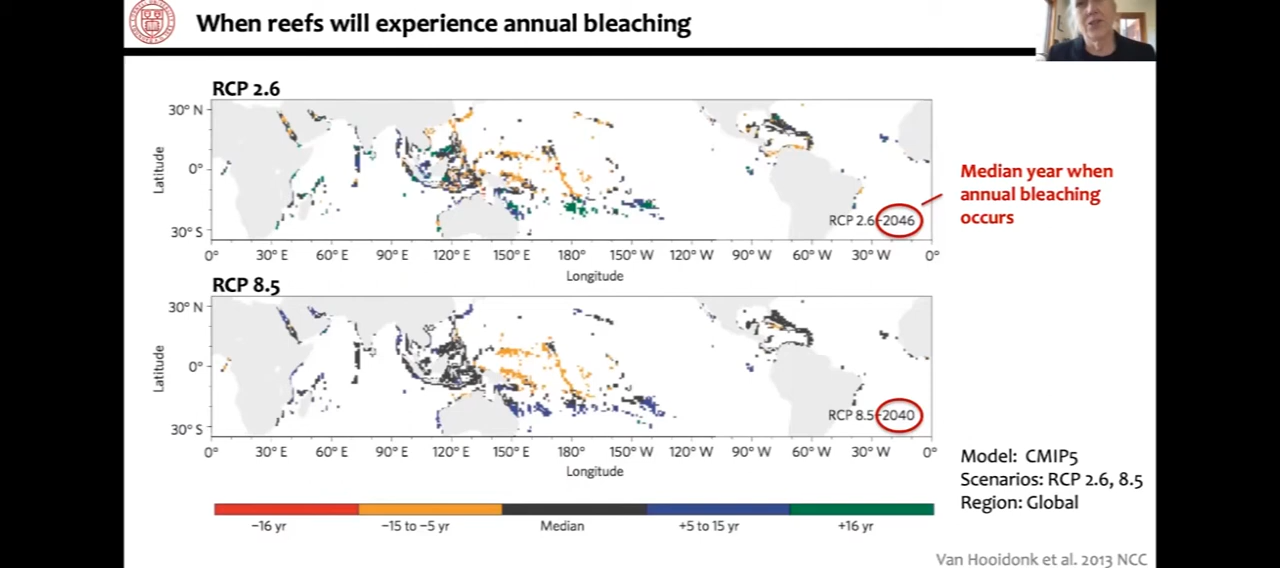 When reefs will experience annual bleaching
RCP 2.6
30° N
0°
30° S
Latitude
RCP 2.6–2046
0° 30° E 60° E 90° E 120° E 150° E 180° 150° W 120° W 90° W 60° W 30° W 0°
Longitude
Median year when
annual bleaching
occurs
RCP 8.5
30° N
0°
30° S
Latitude
RCP 8.5–2040
0° 30° E 60° E 90° E 120° E 150° E 180° 150° W 120° W 90° W 60° W 30° W 0°
Longitude
−16 yr −15 to −5 yr Median +5 to 15 yr +16 yr
Model: CMIP5
Scenarios: RCP 2.6, 8.5
Region: Global
Van Hooidonk et al. 2013 NCC